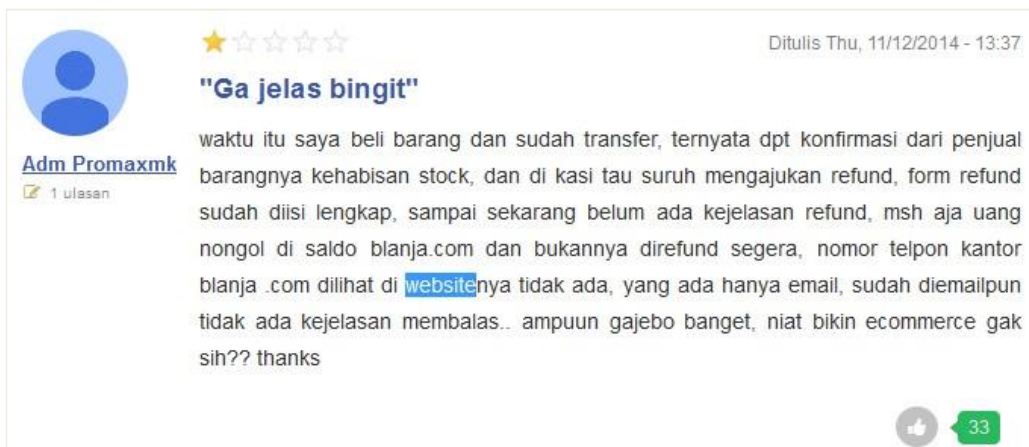 Ditulis Thu, 11/12/2014 - 13:37
"Ga jelas bingit"
waktu itu saya beli barang dan sudah transfer, ternyata dpt konfirmasi dari penjual
barangnya kehabisan stock, dan di kasi tau suruh mengajukan refund, form refund
sudah diisi lengkap, sampai sekarang belum ada kejelasan refund, msh aja uang
nongol di saldo blanja.com dan bukannya direfund segera, nomor telpon kantor
blanja .com dilihat di websitenya tidak ada, yang ada hanya email, sudah diemailpun
tidak ada kejelasan membalas.. ampuun gajebo banget, niat bikin ecommerce gak
sih?? thanks
Adm Promaxmk
1 ulasan
33